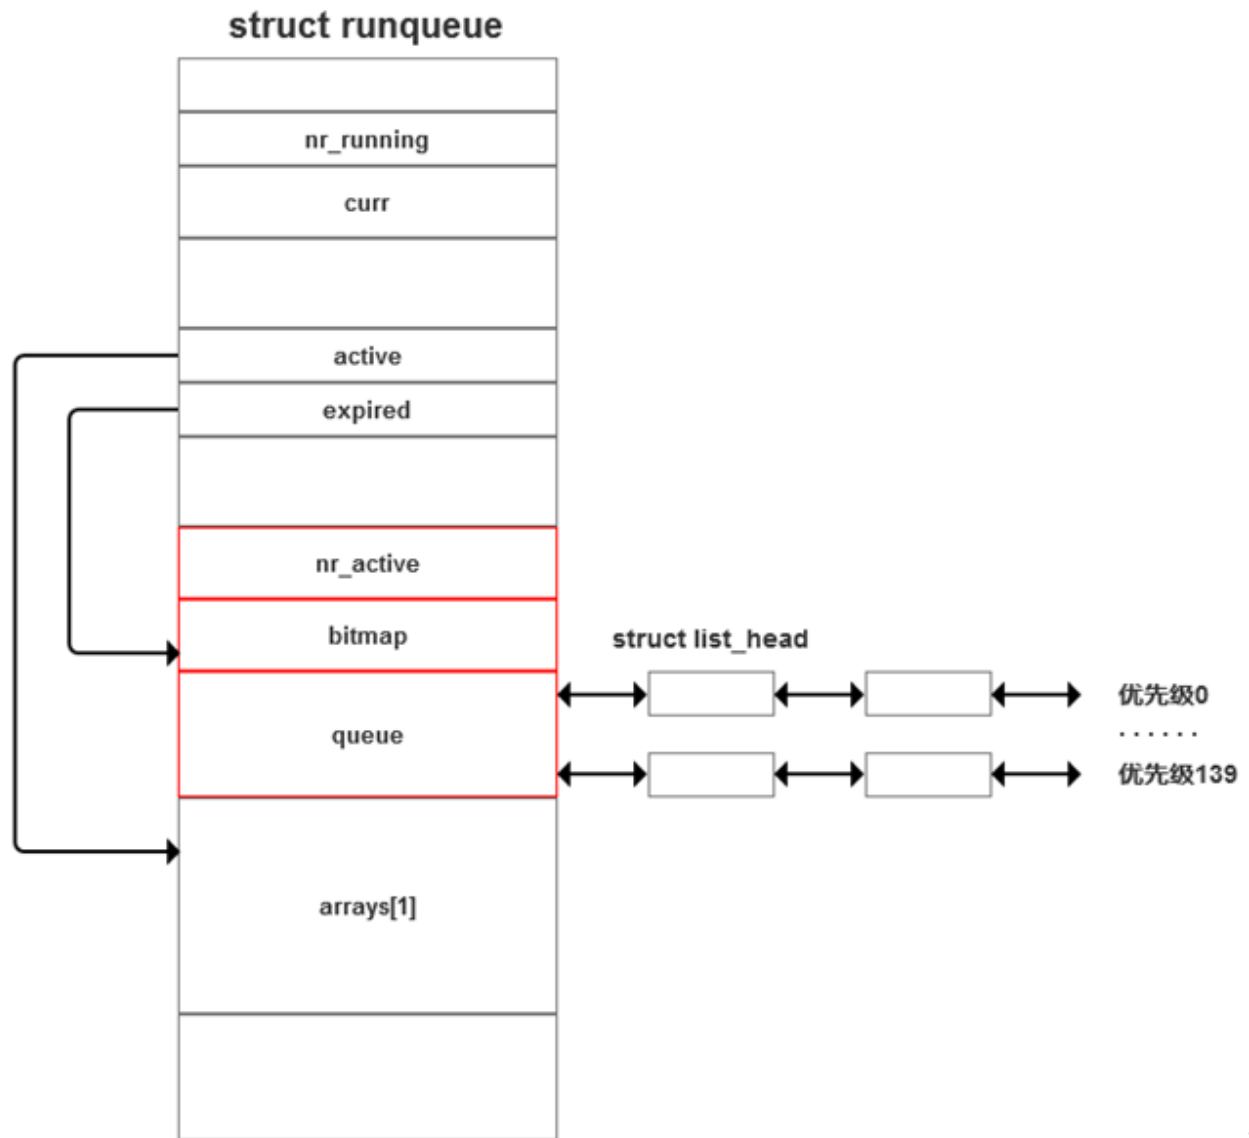 struct runqueue
nr_running
curr
active
expired
nr_active
bitmap
struct list_head
queue
优先级0
······
优先级139
arrays[1]